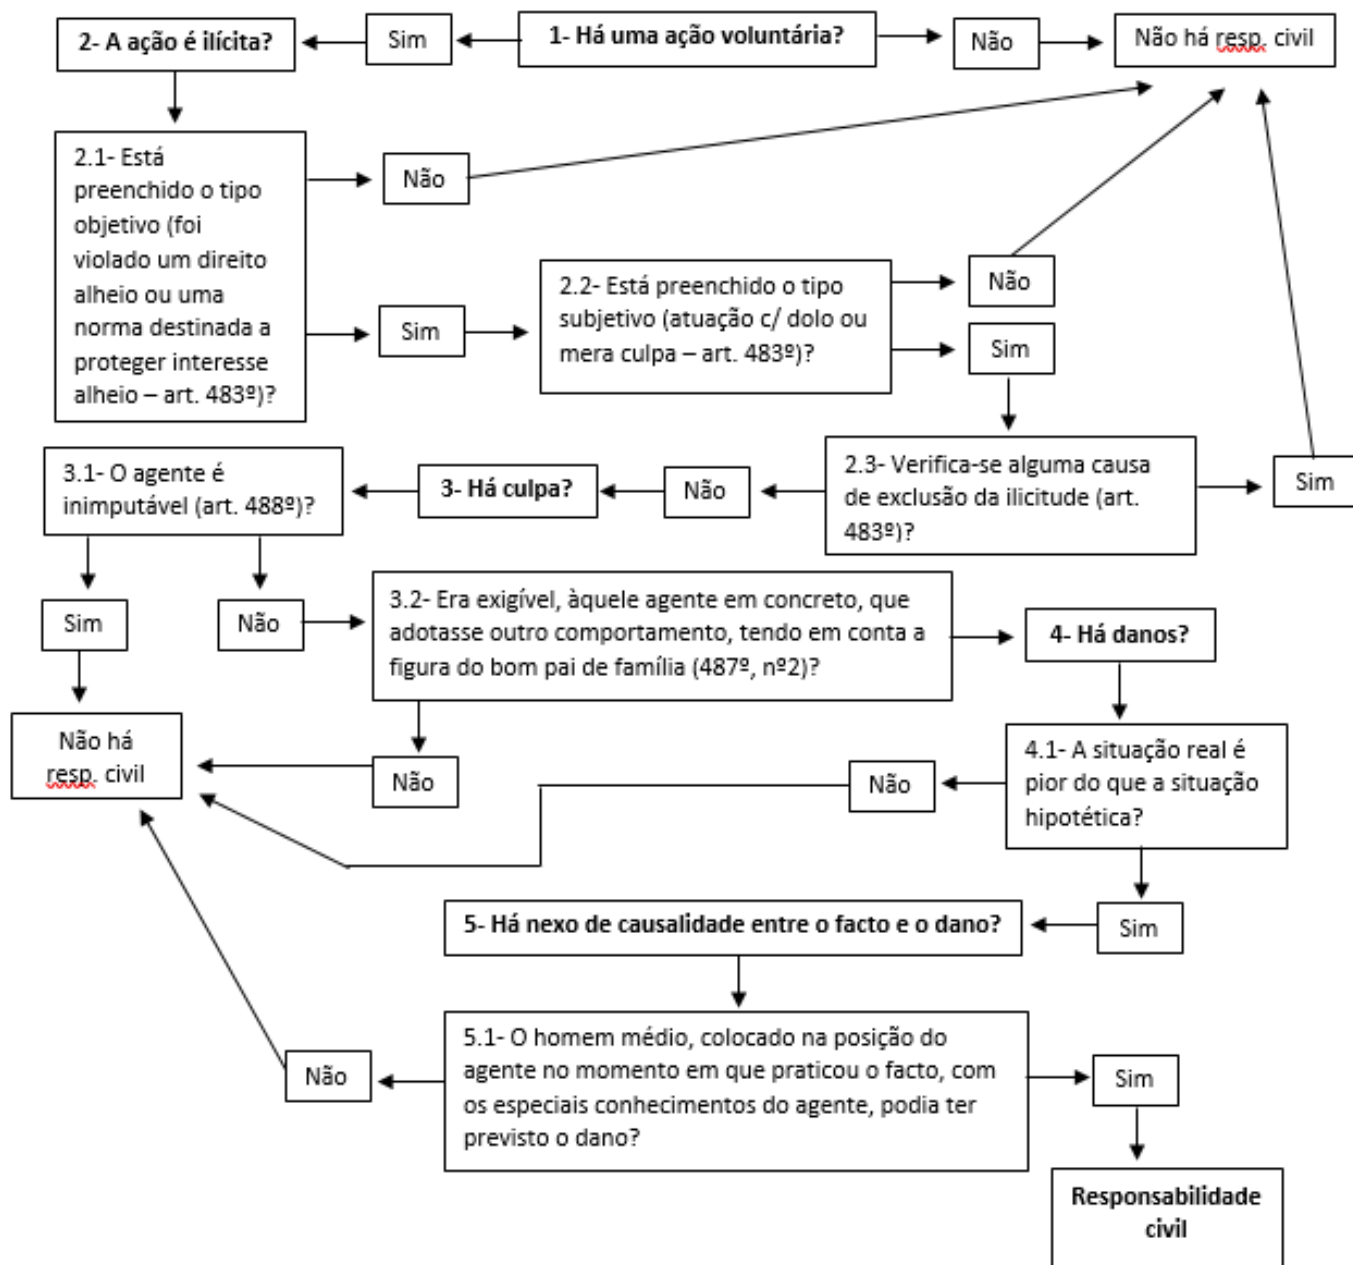 1- Há uma ação voluntária?
Sim
Não
Não há resp. civil
2- A ação é ilícita?
2.1- Está
preenchido o tipo
objetivo (foi
violado um direito
alheio ou uma
norma destinada a
proteger interesse
alheio – art. 483º)?
Não
Sim
2.2- Está preenchido o tipo
subjetivo (atuação c/ dolo ou
mera culpa – art. 483º)?
Não
Sim
2.3- Verifica-se alguma causa
de exclusão da ilicitude (art.
483º)?
Sim
Não
3- Há culpa?
3.1- O agente é
inimputável (art. 488º)?
Sim
Não
3.2- Era exigível, àquele agente em concreto, que
adotasse outro comportamento, tendo em conta a
figura do bom pai de família (487º, nº2)?
Não
Não há
resp. civil
4- Há danos?
4.1- A situação real é
pior do que a situação
hipotética?
Não
Sim
5- Há nexo de causalidade entre o facto e o dano?
5.1- O homem médio, colocado na posição do
agente no momento em que praticou o facto, com
os especiais conhecimentos do agente, podia ter
previsto o dano?
Não
Sim
Responsabilidade
civil